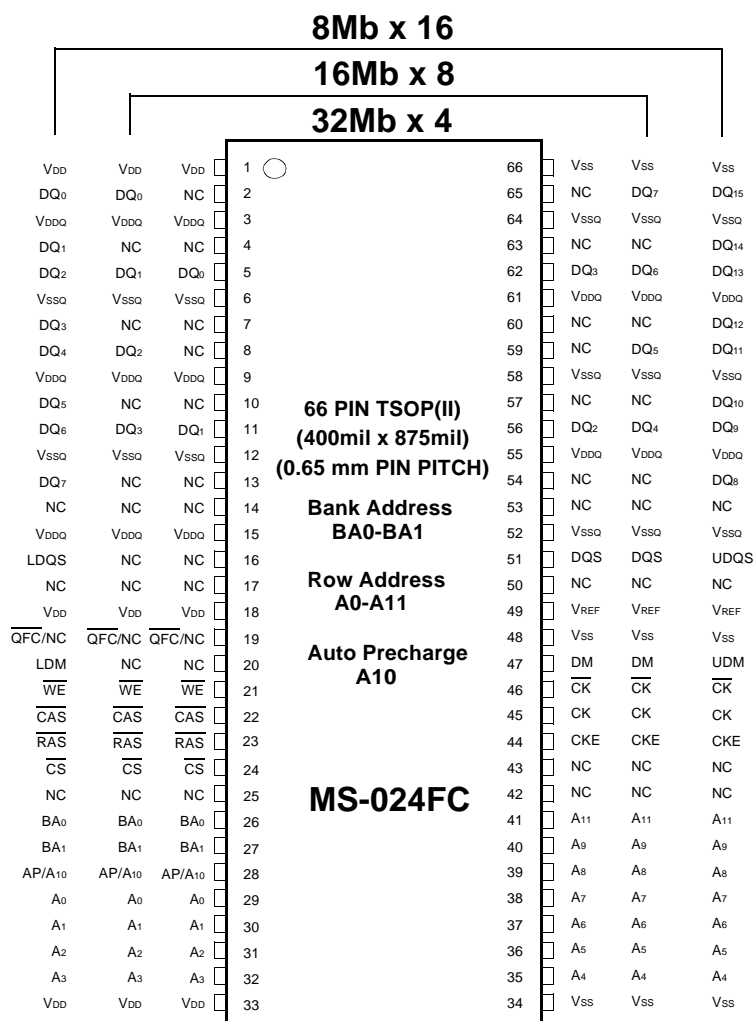 8Mb x 16
16Mb x 8
32Mb x 4
VDD VDD VDD 1 66 VSS VSS VSS
DQ0 DQ0 NC 2 65 NC DQ7 DQ15
VDDQ VDDQ VDDQ 3 64 VSSQ VSSQ VSSQ
DQ1 NC NC 4 63 NC NC DQ14
DQ2 DQ1 DQ0 5 62 DQ3 DQ6 DQ13
VSSQ VSSQ VSSQ 6 61 VDDQ VDDQ VDDQ
DQ3 NC NC 7 60 NC NC DQ12
DQ4 DQ2 NC 8 59 NC DQ5 DQ11
VDDQ VDDQ VDDQ 9 58 VSSQ VSSQ VSSQ
DQ5 NC NC 10 57 NC NC DQ10
DQ6 DQ3 DQ1 11 56 DQ2 DQ4 DQ9
VSSQ VSSQ VSSQ 12 55 VDDQ VDDQ VDDQ
DQ7 NC NC 13 54 NC NC DQ8
NC NC NC 14 53 NC NC NC
VDDQ VDDQ VDDQ 15 52 VSSQ VSSQ VSSQ
LDQS NC NC 16 51 DQS DQS UDQS
NC NC NC 17 50 NC NC NC
VDD VDD VDD 18 49 VREF VREF VREF
QFC/NC QFC/NC QFC/NC 19 48 VSS VSS VSS
LDM NC NC 20 47 DM DM UDM
WE WE WE 21 46 CK CK CK
CAS CAS CAS 22 45 CK CK CK
RAS RAS RAS 23 44 CKE CKE CKE
CS CS CS 24 43 NC NC NC
NC NC NC 25 42 NC NC NC
BA0 BA0 BA0 26 41 A11 A11 A11
BA1 BA1 BA1 27 40 A9 A9 A9
AP/A10 AP/A10 AP/A10 28 39 A8 A8 A8
A0 A0 A0 29 38 A7 A7 A7
A1 A1 A1 30 37 A6 A6 A6
A2 A2 A2 31 36 A5 A5 A5
A3 A3 A3 32 35 A4 A4 A4
VDD VDD VDD 33 34 VSS VSS VSS
66 PIN TSOP(II)
(400mil x 875mil)
(0.65 mm PIN PITCH)
Bank Address
BA0-BA1
Row Address
A0-A11
Auto Precharge
A10
MS-024FC